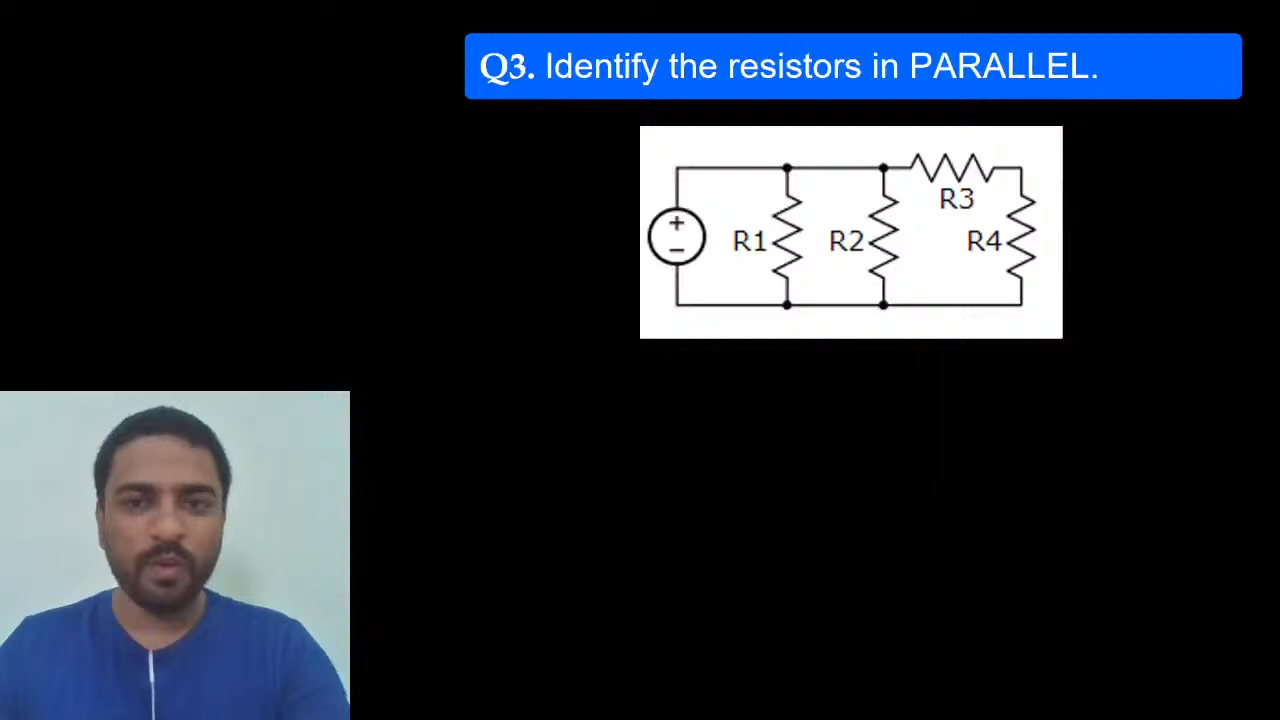 Q3. Identify the resistors in PARALLEL.
R3
R1 R2 R4
+
−